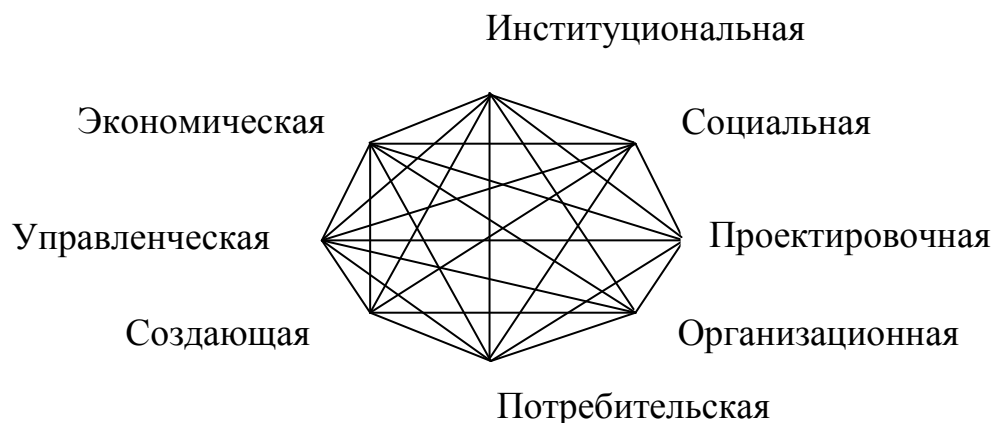 Институциональная
Экономическая
Социальная
Управленческая
Проектировочная
Создающая
Организационная
Потребительская